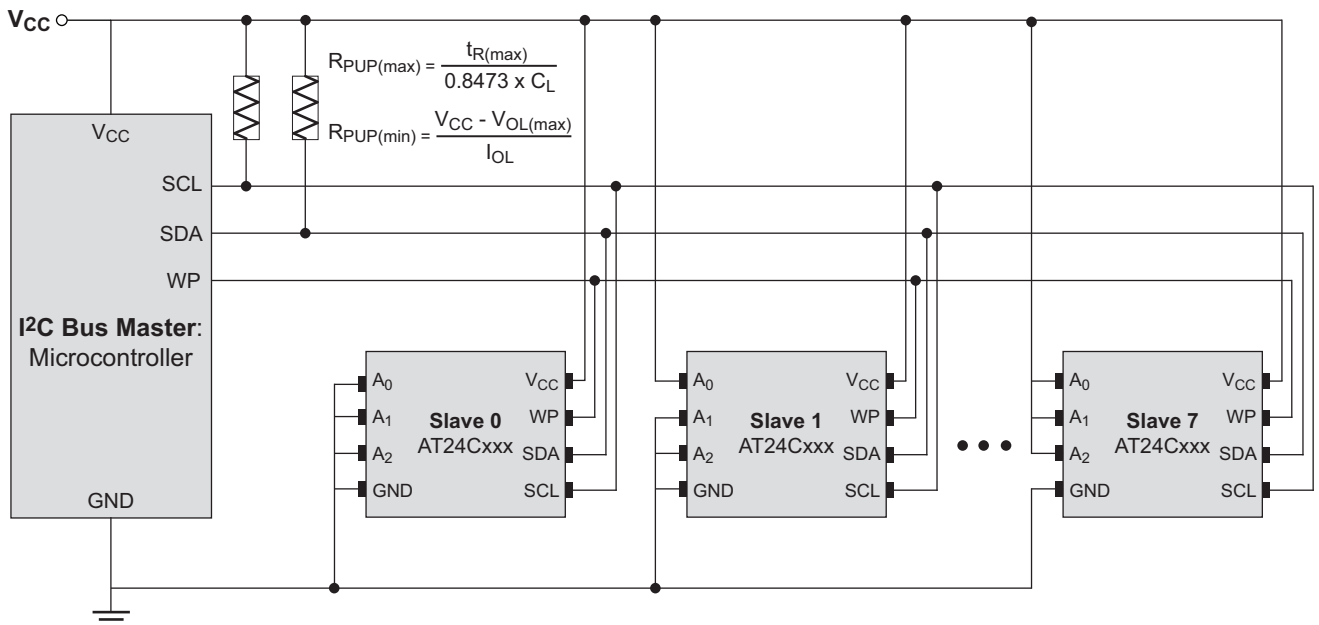 VCC
RPUP(max) = tR(max) / 0.8473 x CL
RPUP(min) = VCC - VOL(max) / IOL
VCC
SCL
SDA
WP
I2C Bus Master:
Microcontroller
GND
A0
A1
A2
GND
Slave 0
AT24Cxxx
VCC
WP
SDA
SCL
A0
A1
A2
GND
Slave 1
AT24Cxxx
VCC
WP
SDA
SCL
A0
A1
A2
GND
Slave 7
AT24Cxxx
VCC
WP
SDA
SCL